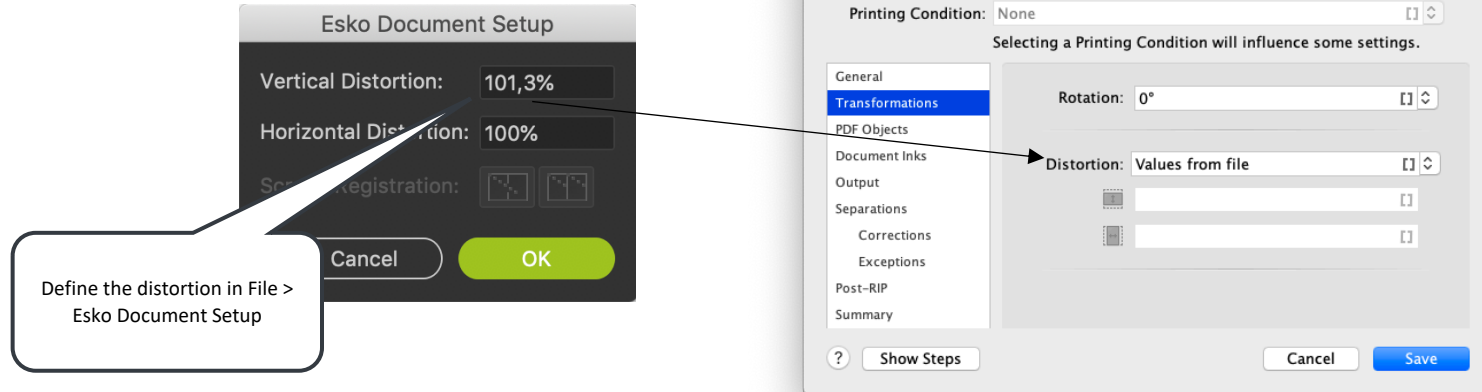 Esko Document Setup
Vertical Distortion: 101,3%
Horizontal Distortion: 100%
Registration:
Cancel OK
Define the distortion in File >
Esko Document Setup
Printing Condition: None
Selecting a Printing Condition will influence some settings.
General
Transformations
PDF Objects
Document Inks
Output
Separations
Corrections
Exceptions
Post-RIP
Summary
Rotation: 0° []
Distortion: Values from file []
[]
[]
? Show Steps
Cancel Save